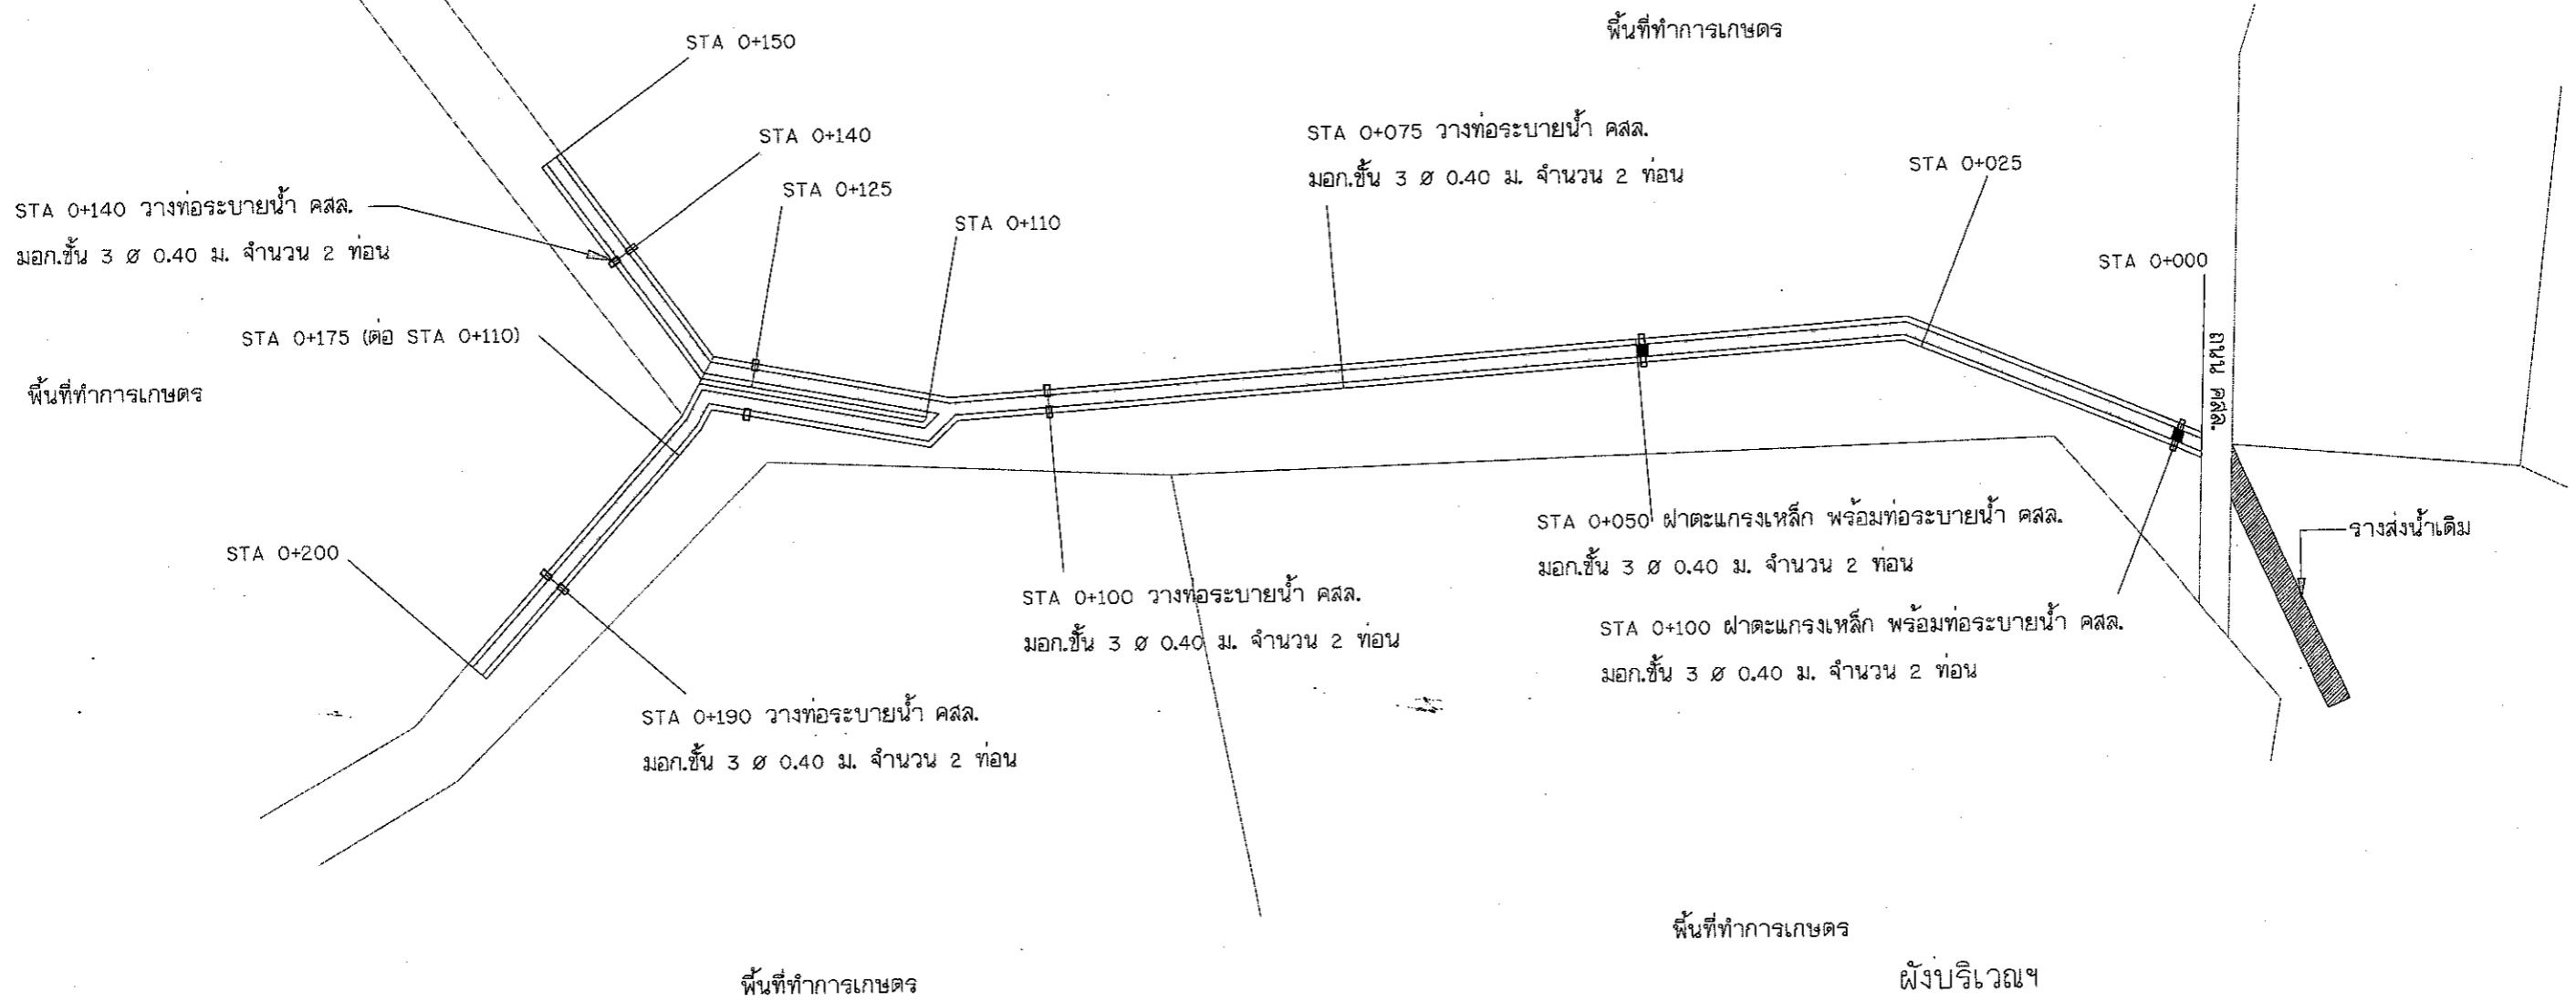 พื้นที่ทำการเกษตร
STA 0+150
STA 0+140
STA 0+075 วางท่อระบายน้ำ คสล.
มอก.ชั้น 3 Ø 0.40 ม. จำนวน 2 ท่อน
STA 0+025
STA 0+125
STA 0+140 วางท่อระบายน้ำ คสล.
มอก.ชั้น 3 Ø 0.40 ม. จำนวน 2 ท่อน
STA 0+110
STA 0+000
STA 0+175 (ต่อ STA 0+110)
ถนน คสล.
พื้นที่ทำการเกษตร
STA 0+050 ฝาตะแกรงเหล็ก พร้อมท่อระบายน้ำ คสล.
มอก.ชั้น 3 Ø 0.40 ม. จำนวน 2 ท่อน
รางส่งน้ำเดิม
STA 0+200
STA 0+100 วางท่อระบายน้ำ คสล.
มอก.ชั้น 3 Ø 0.40 ม. จำนวน 2 ท่อน
STA 0+100 ฝาตะแกรงเหล็ก พร้อมท่อระบายน้ำ คสล.
มอก.ชั้น 3 Ø 0.40 ม. จำนวน 2 ท่อน
STA 0+190 วางท่อระบายน้ำ คสล.
มอก.ชั้น 3 Ø 0.40 ม. จำนวน 2 ท่อน
พื้นที่ทำการเกษตร
พื้นที่ทำการเกษตร
ผังบริเวณฯ